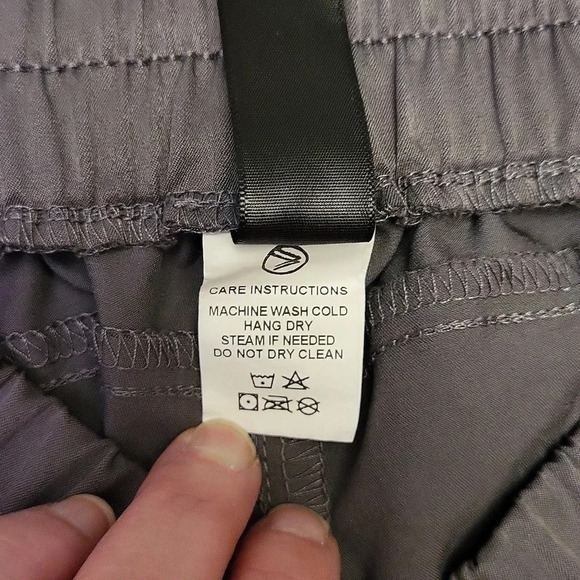 CARE INSTRUCTIONS
MACHINE WASH COLD
HANG DRY
STEAM IF NEEDED
DO NOT DRY CLEAN